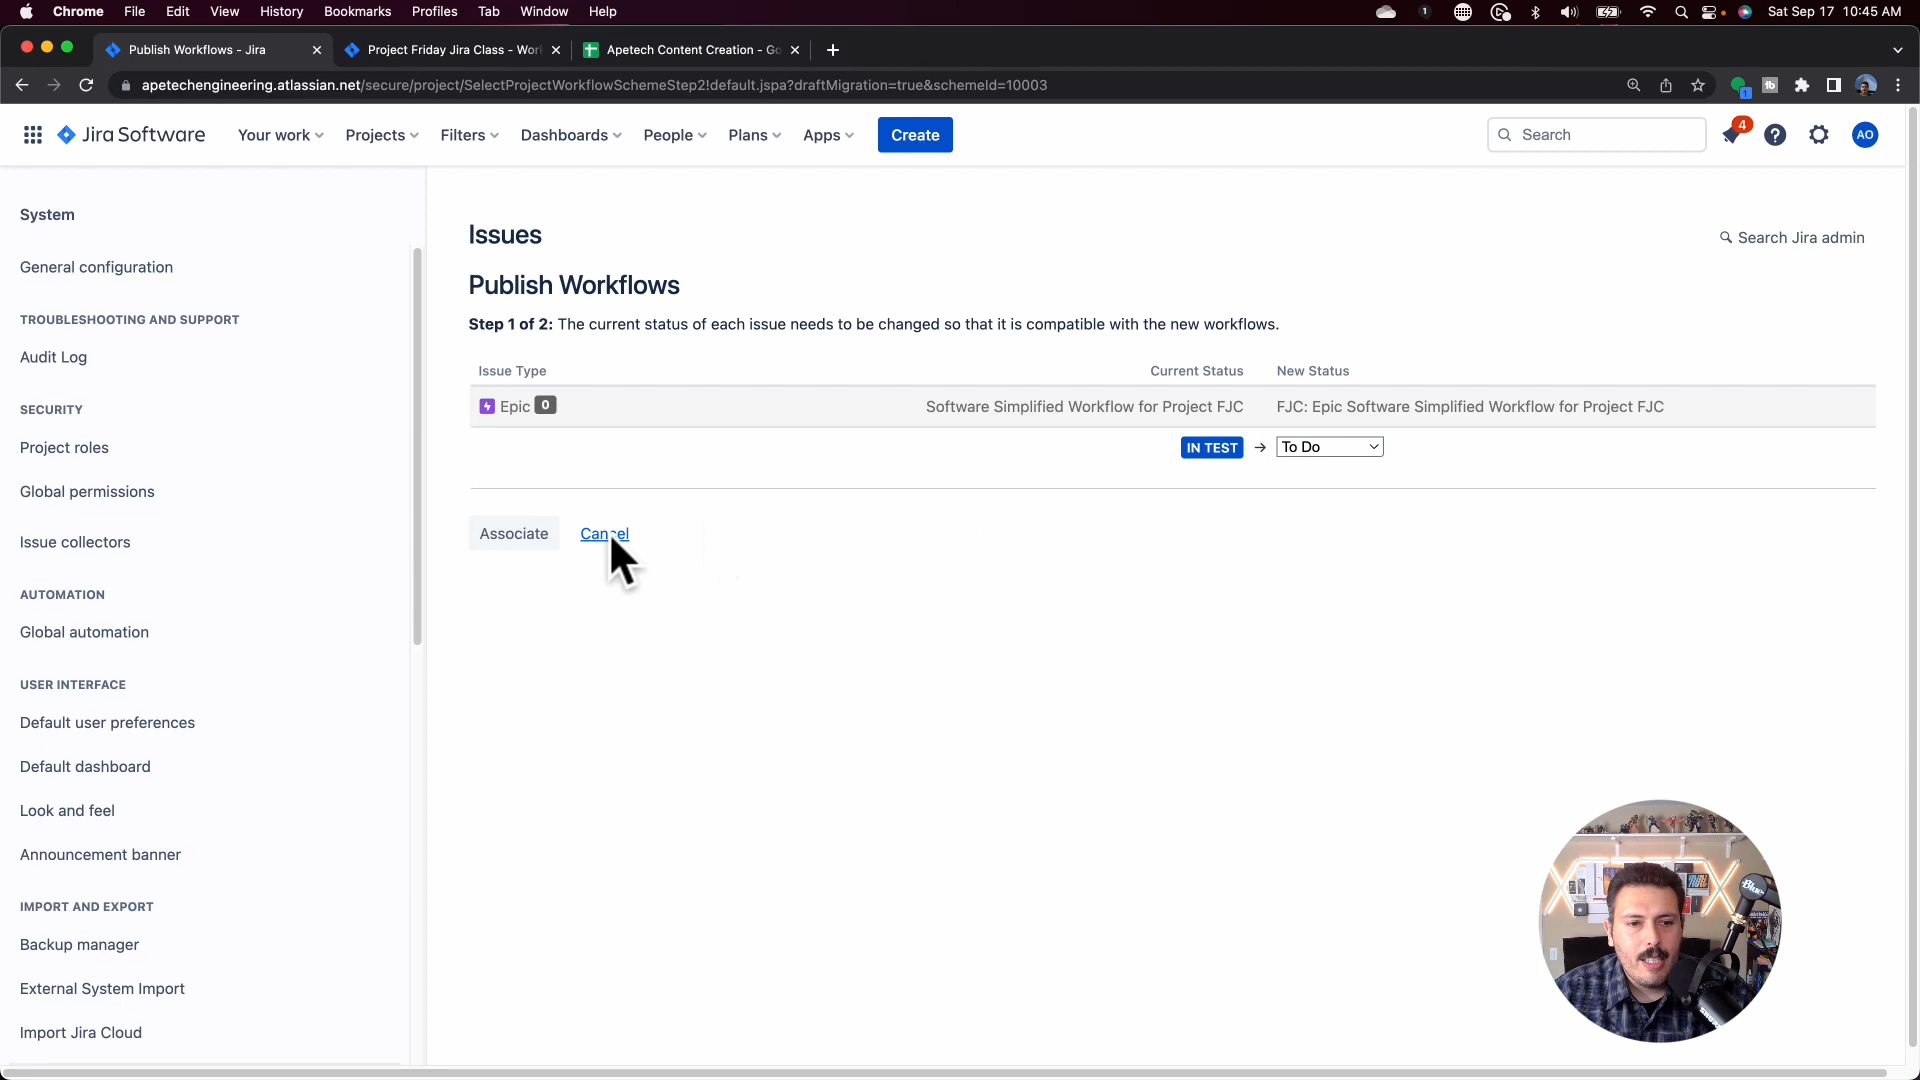 Chrome File Edit View History Bookmarks Profiles Tab Window Help
1
Sat Sep 17 10:45 AM
Publish Workflows - Jira
Project Friday Jira Class - Wor
Apetech Content Creation - Go
apetechengineering.atlassian.net/secure/project/SelectProjectWorkflowSchemeStep2!default.jspa?draftMigration=true&schemeId=10003
1
tb
Jira Software
Your work Projects Filters Dashboards People Plans Apps Create
Search
4
AO
System
General configuration
TROUBLESHOOTING AND SUPPORT
Audit Log
SECURITY
Project roles
Global permissions
Issue collectors
AUTOMATION
Global automation
USER INTERFACE
Default user preferences
Default dashboard
Look and feel
Announcement banner
IMPORT AND EXPORT
Backup manager
External System Import
Import Jira Cloud
Issues
Search Jira admin
Publish Workflows
Step 1 of 2: The current status of each issue needs to be changed so that it is compatible with the new workflows.
Issue Type Current Status New Status
Epic 0 Software Simplified Workflow for Project FJC FJC: Epic Software Simplified Workflow for Project FJC
IN TEST → To Do
Associate Cancel
Blue